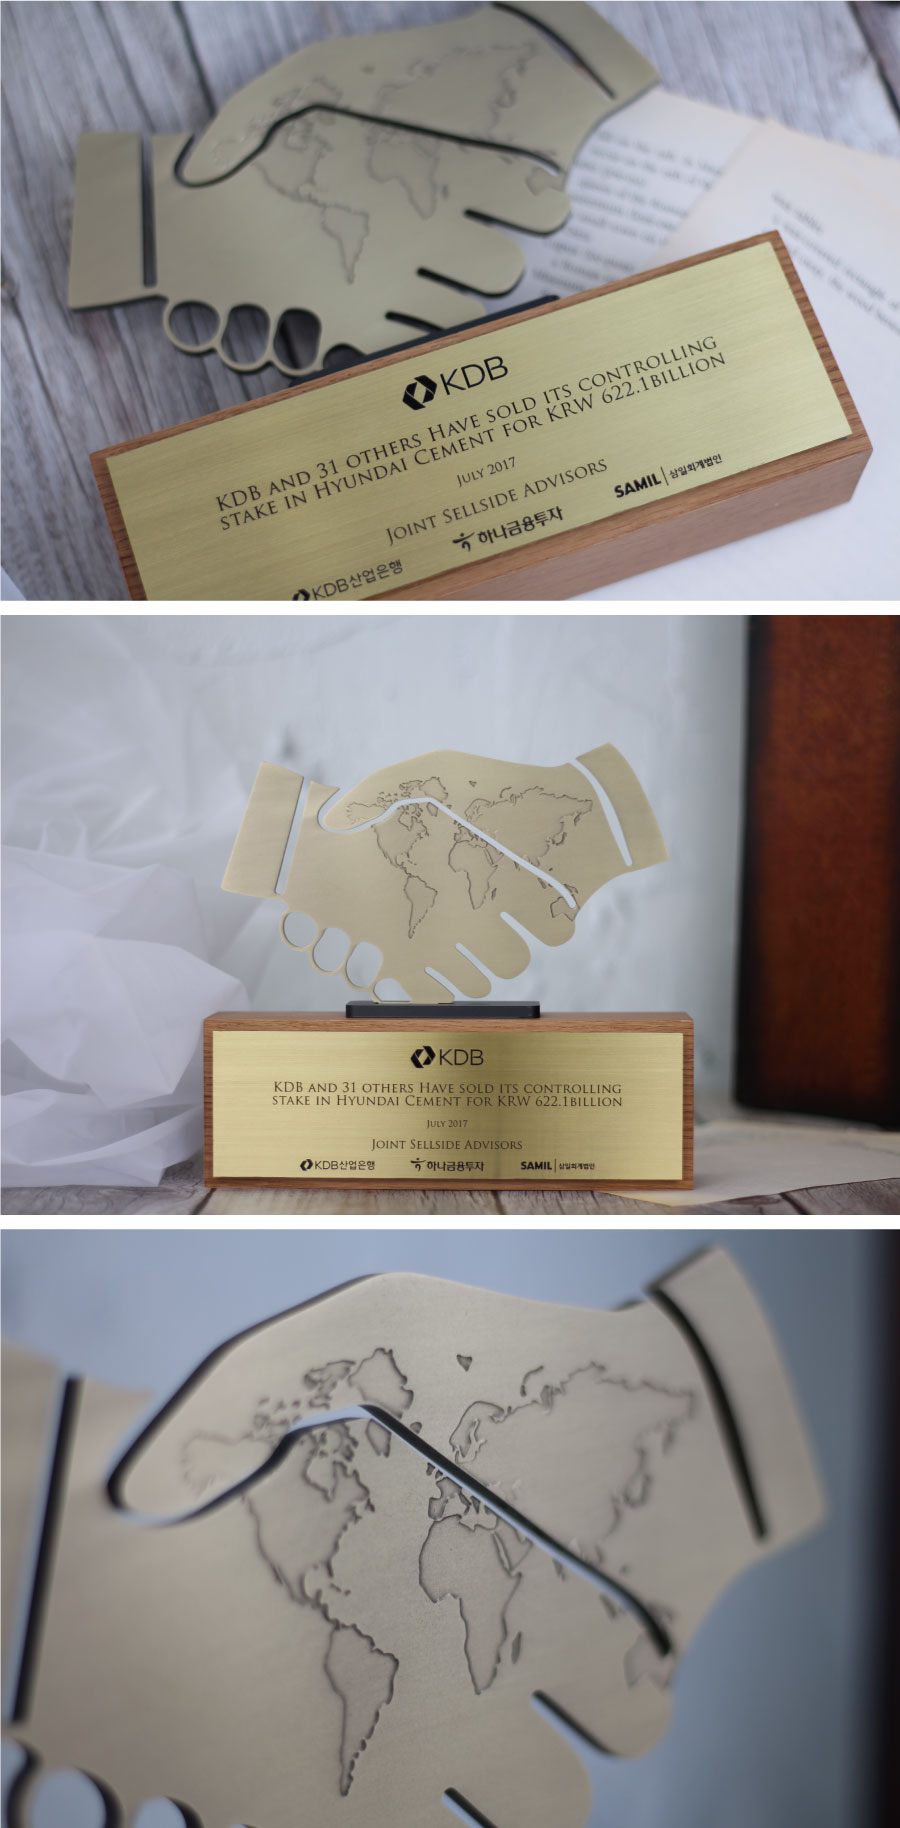 KDB
KDB AND 31 OTHERS HAVE SOLD ITS CONTROLLING
STAKE IN HYUNDAI CEMENT FOR KRW 622.1BILLION
JULY 2017
JOINT SELLSIDE ADVISORS
KDB산업은행 하나금융투자 SAMIL 삼일회계법인
KDB
KDB AND 31 OTHERS HAVE SOLD ITS CONTROLLING
STAKE IN HYUNDAI CEMENT FOR KRW 622.1BILLION
JULY 2017
JOINT SELLSIDE ADVISORS
KDB산업은행 하나금융투자 SAMIL 삼일회계법인